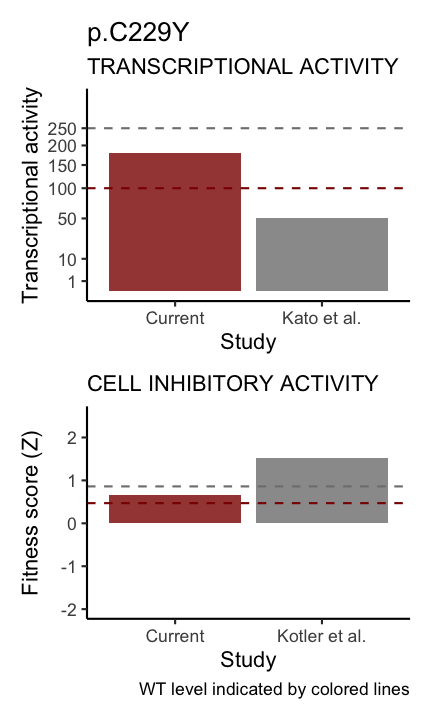 p.C229Y
TRANSCRIPTIONAL ACTIVITY
Transcriptional activity
250
200
150
100
50
10
1
Current
Kato et al.
Study
CELL INHIBITORY ACTIVITY
Fitness score (Z)
2
1
0
-1
-2
Current
Kotler et al.
Study
WT level indicated by colored lines